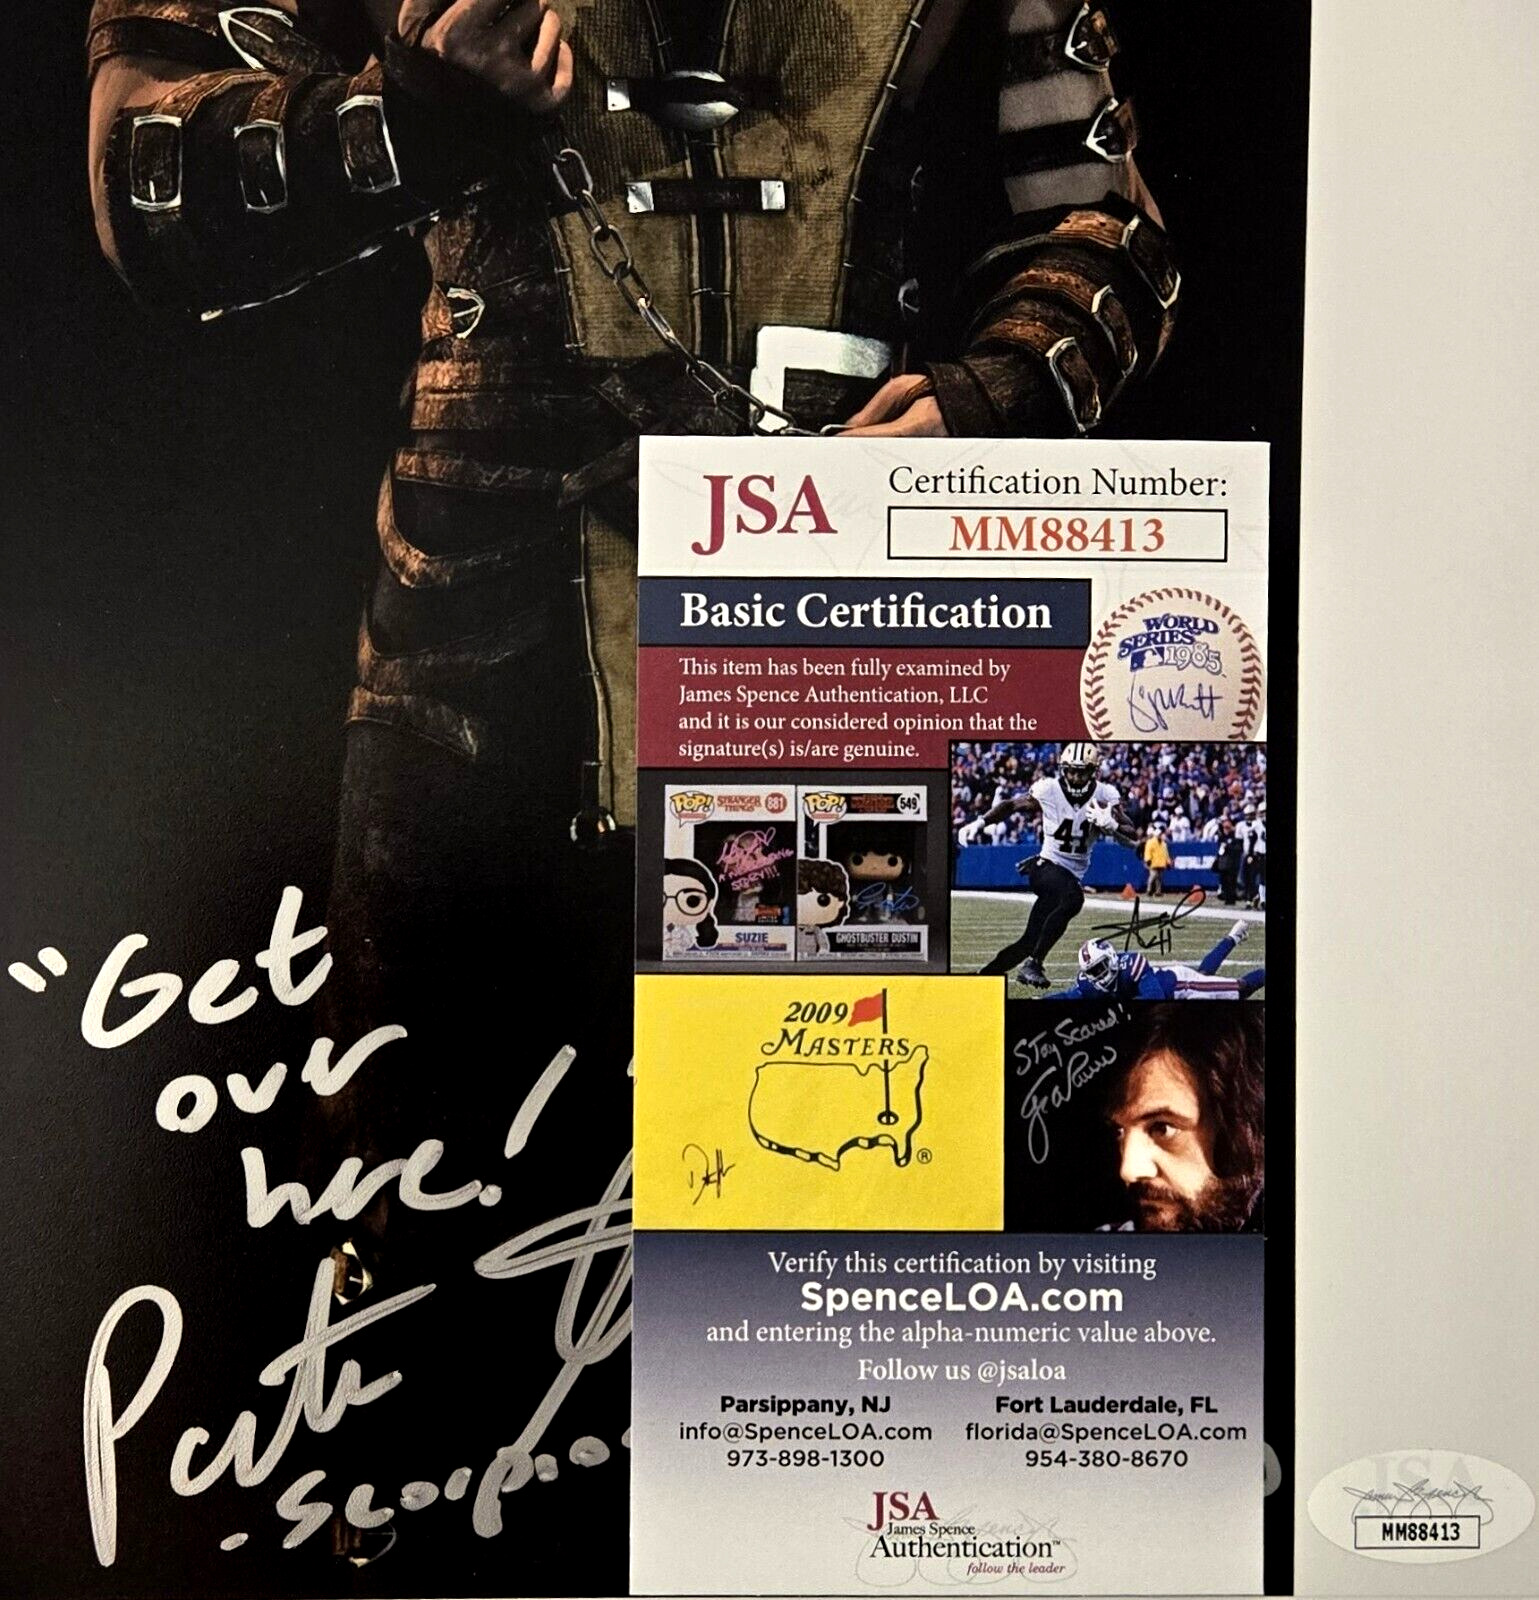 JSA
Certification Number:
MM88413
Basic Certification
This item has been fully examined by
James Spence Authentication, LLC
and it is our considered opinion that the
signature(s) is/are genuine.
WORLD
SERIES
1985
POP!
STRANGER
THINGS
881
SUZIE
POP!
549
GHOSTBUSTER DUSTIN
41
2009
MASTERS
®
Stay Scared!
Verify this certification by visiting
SpenceLOA.com
and entering the alpha-numeric value above.
Follow us @jsaloa
Parsippany, NJ
info@SpenceLOA.com
973-898-1300
Fort Lauderdale, FL
florida@SpenceLOA.com
954-380-8670
JSA
James Spence
Authentication™
follow the leader
"Get
over
here!
- Scorpion
JSA
MM88413